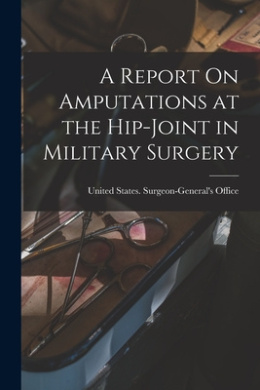 A Report On
Amputations at
the Hip-Joint in
Military Surgery
United States. Surgeon-General's Office